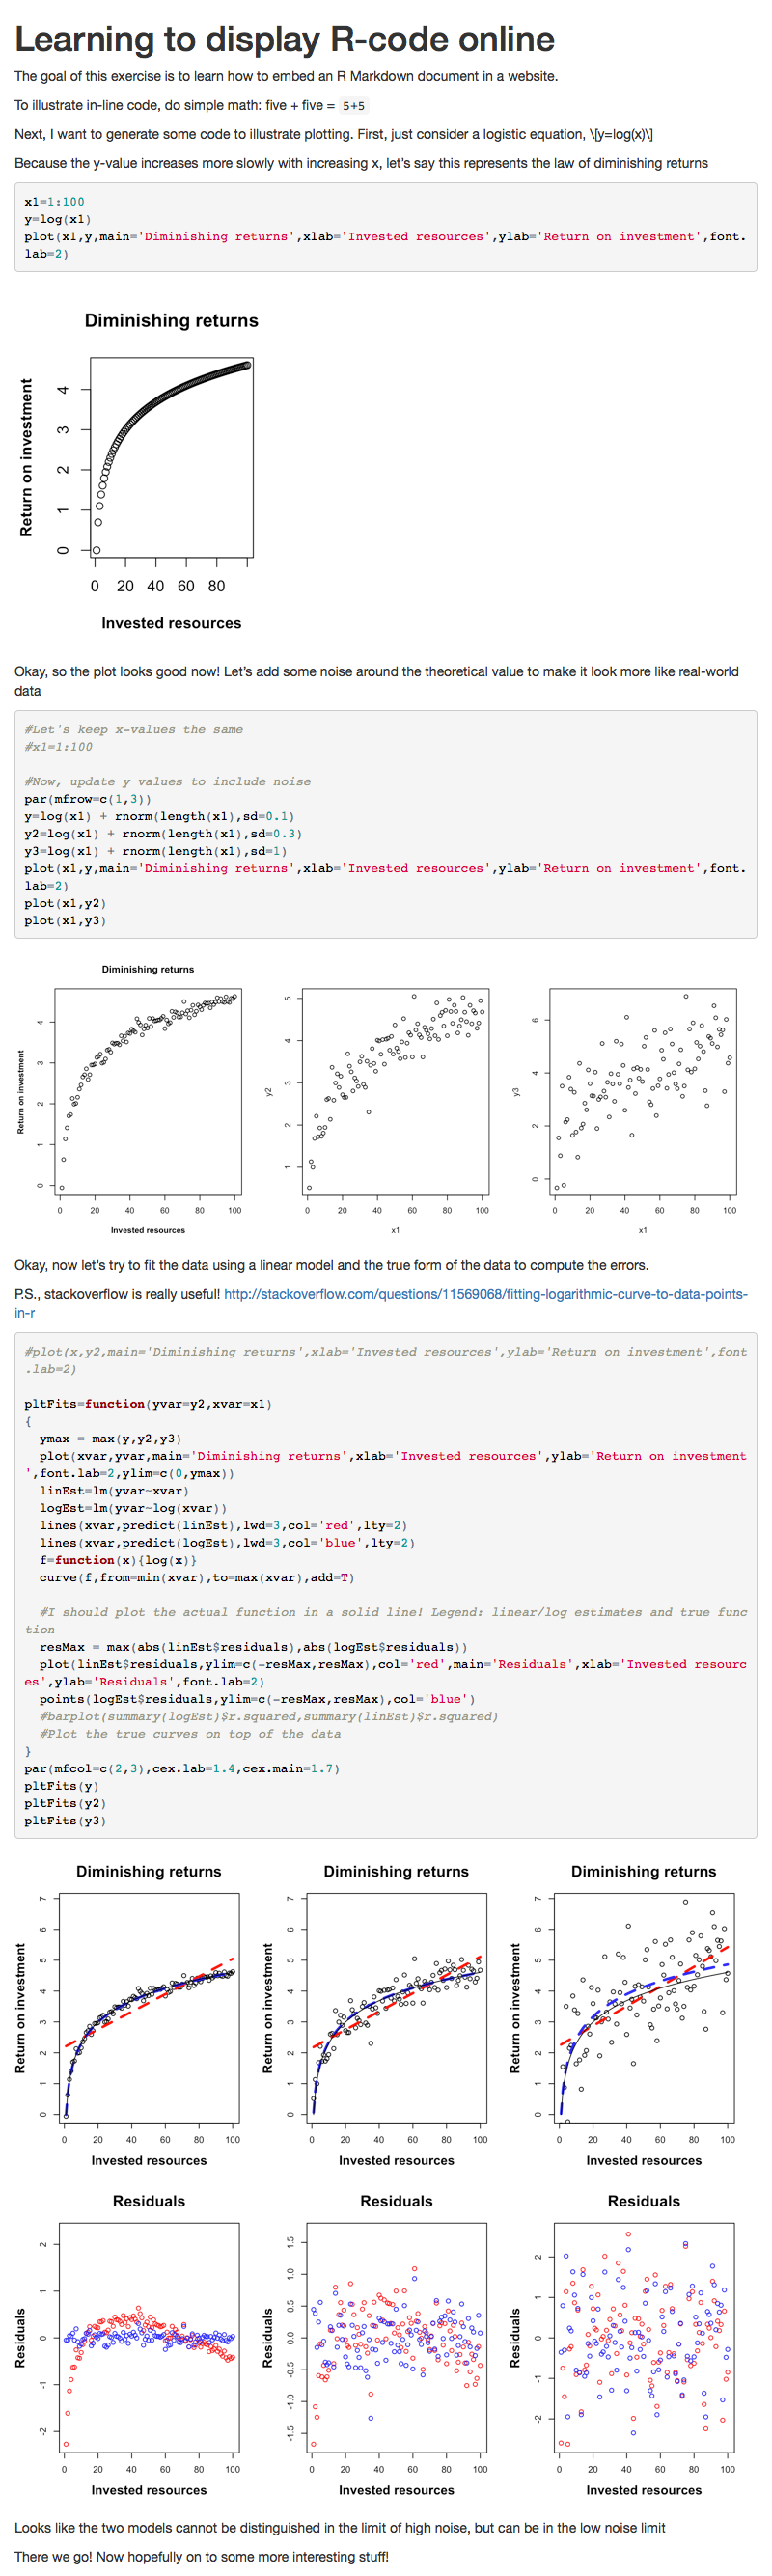 Learning to display R-code online
The goal of this exercise is to learn how to embed an R Markdown document in a website.
To illustrate in-line code, do simple math: five + five = 5+5
Next, I want to generate some code to illustrate plotting. First, just consider a logistic equation, \[y=log(x)\]
Because the y-value increases more slowly with increasing x, let's say this represents the law of diminishing returns
x1=1:100
y=log(x1)
plot(x1,y,main='Diminishing returns',xlab='Invested resources',ylab='Return on investment',font.
lab=2)
Diminishing returns
Return on investment
4
3
2
1
0
0 20 40 60 80
Invested resources
Okay, so the plot looks good now! Let's add some noise around the theoretical value to make it look more like real-world
data
#Let's keep x-values the same
#x1=1:100
#Now, update y values to include noise
par(mfrow=c(1,3))
y=log(x1) + rnorm(length(x1),sd=0.1)
y2=log(x1) + rnorm(length(x1),sd=0.3)
y3=log(x1) + rnorm(length(x1),sd=1)
plot(x1,y,main='Diminishing returns',xlab='Invested resources',ylab='Return on investment',font.
lab=2)
plot(x1,y2)
plot(x1,y3)
Diminishing returns
Return on investment
4
3
2
1
0
0 20 40 60 80 100
Invested resources
y2
5
4
3
2
1
0 20 40 60 80 100
x1
y3
6
4
2
0
0 20 40 60 80 100
x1
Okay, now let's try to fit the data using a linear model and the true form of the data to compute the errors.
P.S., stackoverflow is really useful! http://stackoverflow.com/questions/11569068/fitting-logarithmic-curve-to-data-points-
in-r
#plot(x,y2,main='Diminishing returns',xlab='Invested resources',ylab='Return on investment',font
.lab=2)
pltFits=function(yvar=y2,xvar=x1)
{
ymax = max(y,y2,y3)
plot(xvar,yvar,main='Diminishing returns',xlab='Invested resources',ylab='Return on investment
',font.lab=2,ylim=c(0,ymax))
linEst=lm(yvar~xvar)
logEst=lm(yvar~log(xvar))
lines(xvar,predict(linEst),lwd=3,col='red',lty=2)
lines(xvar,predict(logEst),lwd=3,col='blue',lty=2)
f=function(x){log(x)}
curve(f,from=min(xvar),to=max(xvar),add=T)
#I should plot the actual function in a solid line! Legend: linear/log estimates and true func
tion
resMax = max(abs(linEst$residuals),abs(logEst$residuals))
plot(linEst$residuals,ylim=c(-resMax,resMax),col='red',main='Residuals',xlab='Invested resourc
es',ylab='Residuals',font.lab=2)
points(logEst$residuals,ylim=c(-resMax,resMax),col='blue')
#barplot(summary(logEst)$r.squared,summary(linEst)$r.squared)
#Plot the true curves on top of the data
}
par(mfcol=c(2,3),cex.lab=1.4,cex.main=1.7)
pltFits(y)
pltFits(y2)
pltFits(y3)
Diminishing returns
Return on investment
7
6
5
4
3
2
1
0
0 20 40 60 80 100
Invested resources
Diminishing returns
Return on investment
7
6
5
4
3
2
1
0
0 20 40 60 80 100
Invested resources
Diminishing returns
Return on investment
7
6
5
4
3
2
1
0
0 20 40 60 80 100
Invested resources
Residuals
Residuals
2
1
0
-1
-2
0 20 40 60 80 100
Invested resources
Residuals
Residuals
1.5
1.0
0.5
0.0
-0.5
-1.0
-1.5
0 20 40 60 80 100
Invested resources
Residuals
Residuals
2
1
0
-1
-2
0 20 40 60 80 100
Invested resources
Looks like the two models cannot be distinguished in the limit of high noise, but can be in the low noise limit
There we go! Now hopefully on to some more interesting stuff!